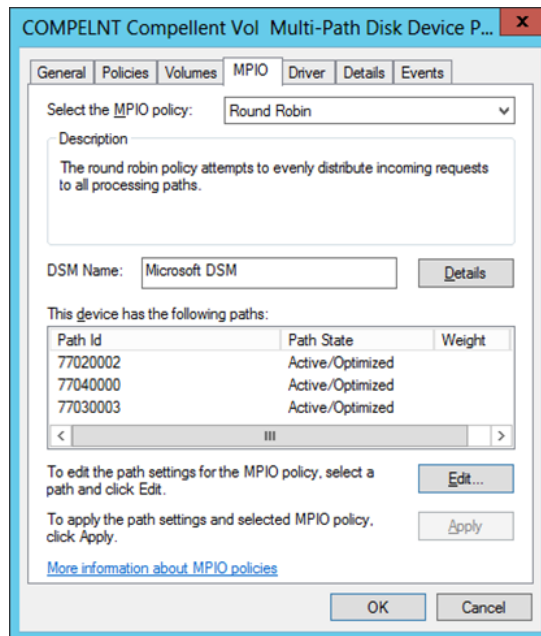 COMPELNT Compellent Vol Multi-Path Disk Device P... x
General Policies Volumes MPIO Driver Details Events
Select the MPIO policy: Round Robin
Description
The round robin policy attempts to evenly distribute incoming requests
to all processing paths.
DSM Name: Microsoft DSM Details
This device has the following paths:
Path Id Path State Weight
77020002 Active/Optimized
77040000 Active/Optimized
77030003 Active/Optimized
To edit the path settings for the MPIO policy, select a
path and click Edit.
Edit...
To apply the path settings and selected MPIO policy,
click Apply.
Apply
More information about MPIO policies
OK Cancel